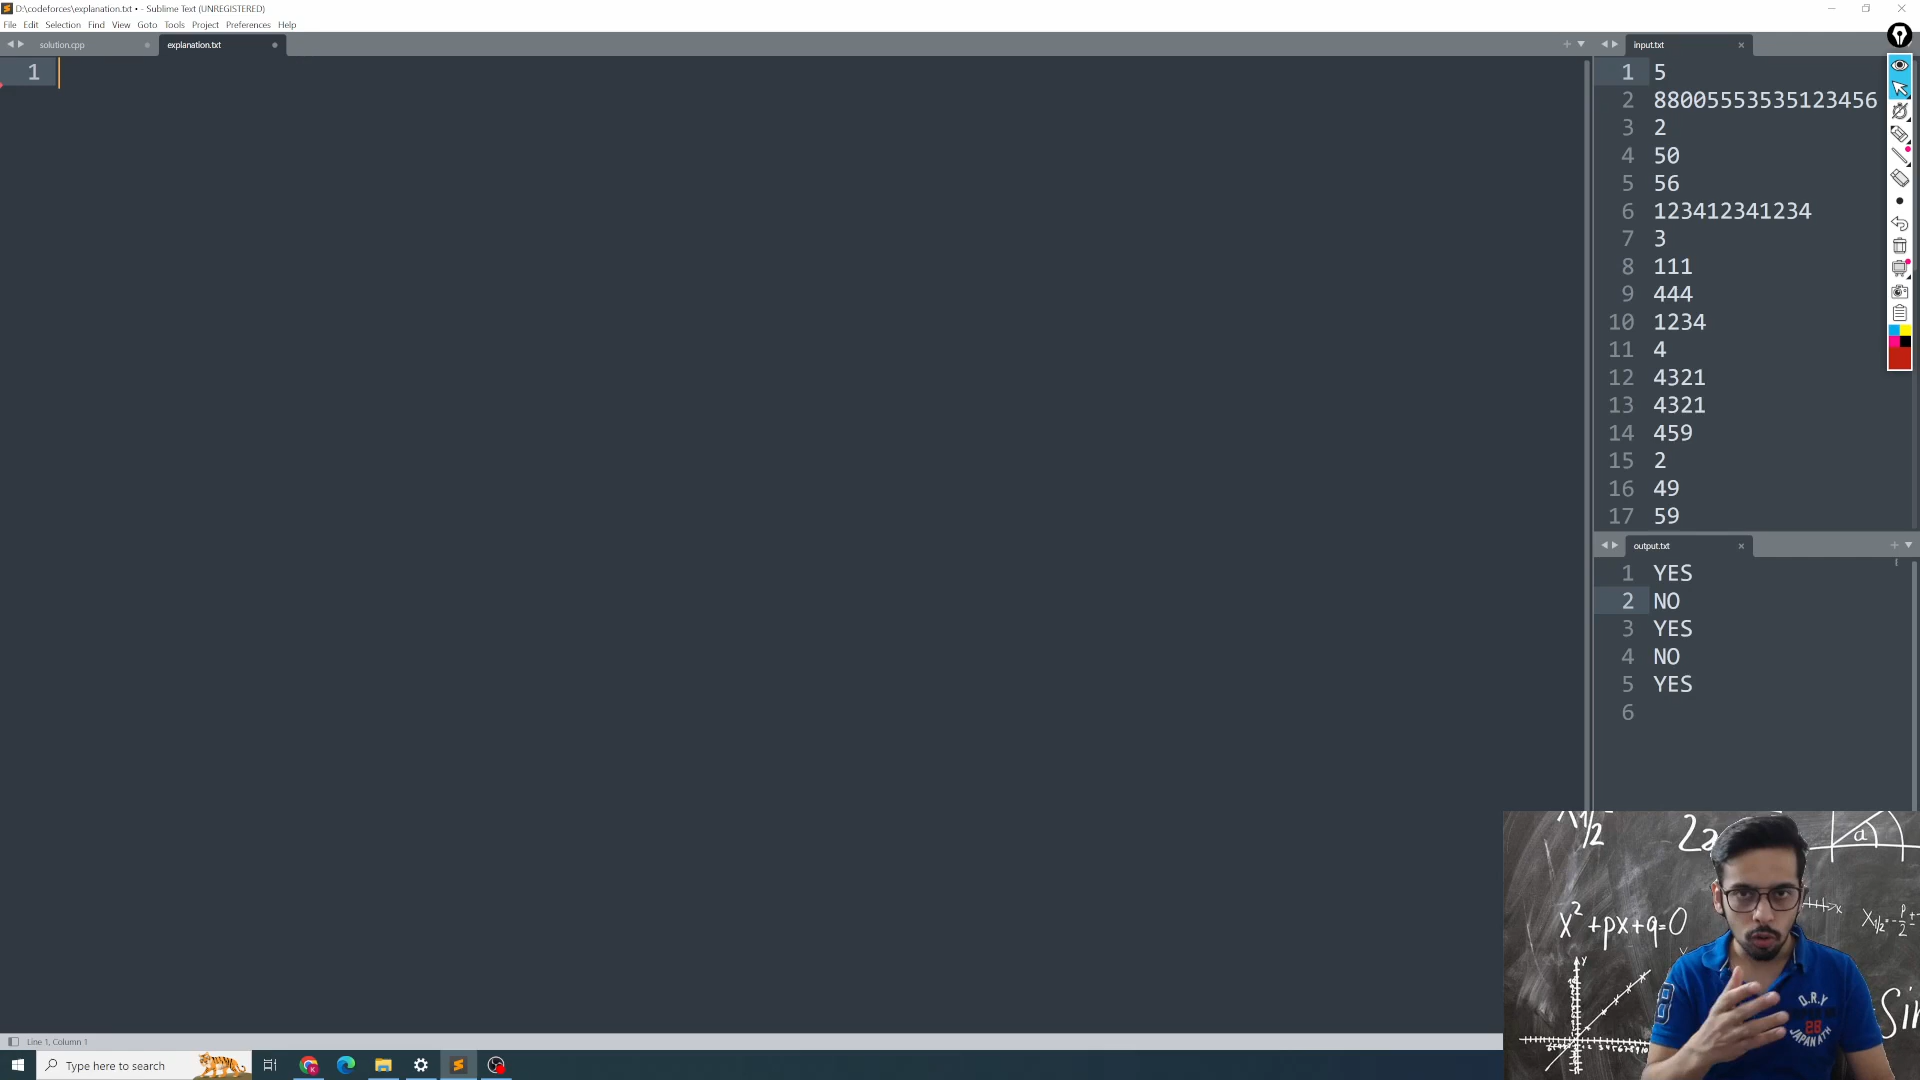 D:\codeforces\explanation.txt • - Sublime Text (UNREGISTERED)
File Edit Selection Find View Goto Tools Project Preferences Help
solution.cpp
explanation.txt
1
input.txt
1 5
2 88005553535123456
3 2
4 50
5 56
6 123412341234
7 3
8 111
9 444
10 1234
11 4
12 4321
13 4321
14 459
15 2
16 49
17 59
output.txt
1 YES
2 NO
3 YES
4 NO
5 YES
6
a
x² +px+q=0
y
O.R.Y
28
JAPAN ATH
Line 1, Column 1
Type here to search